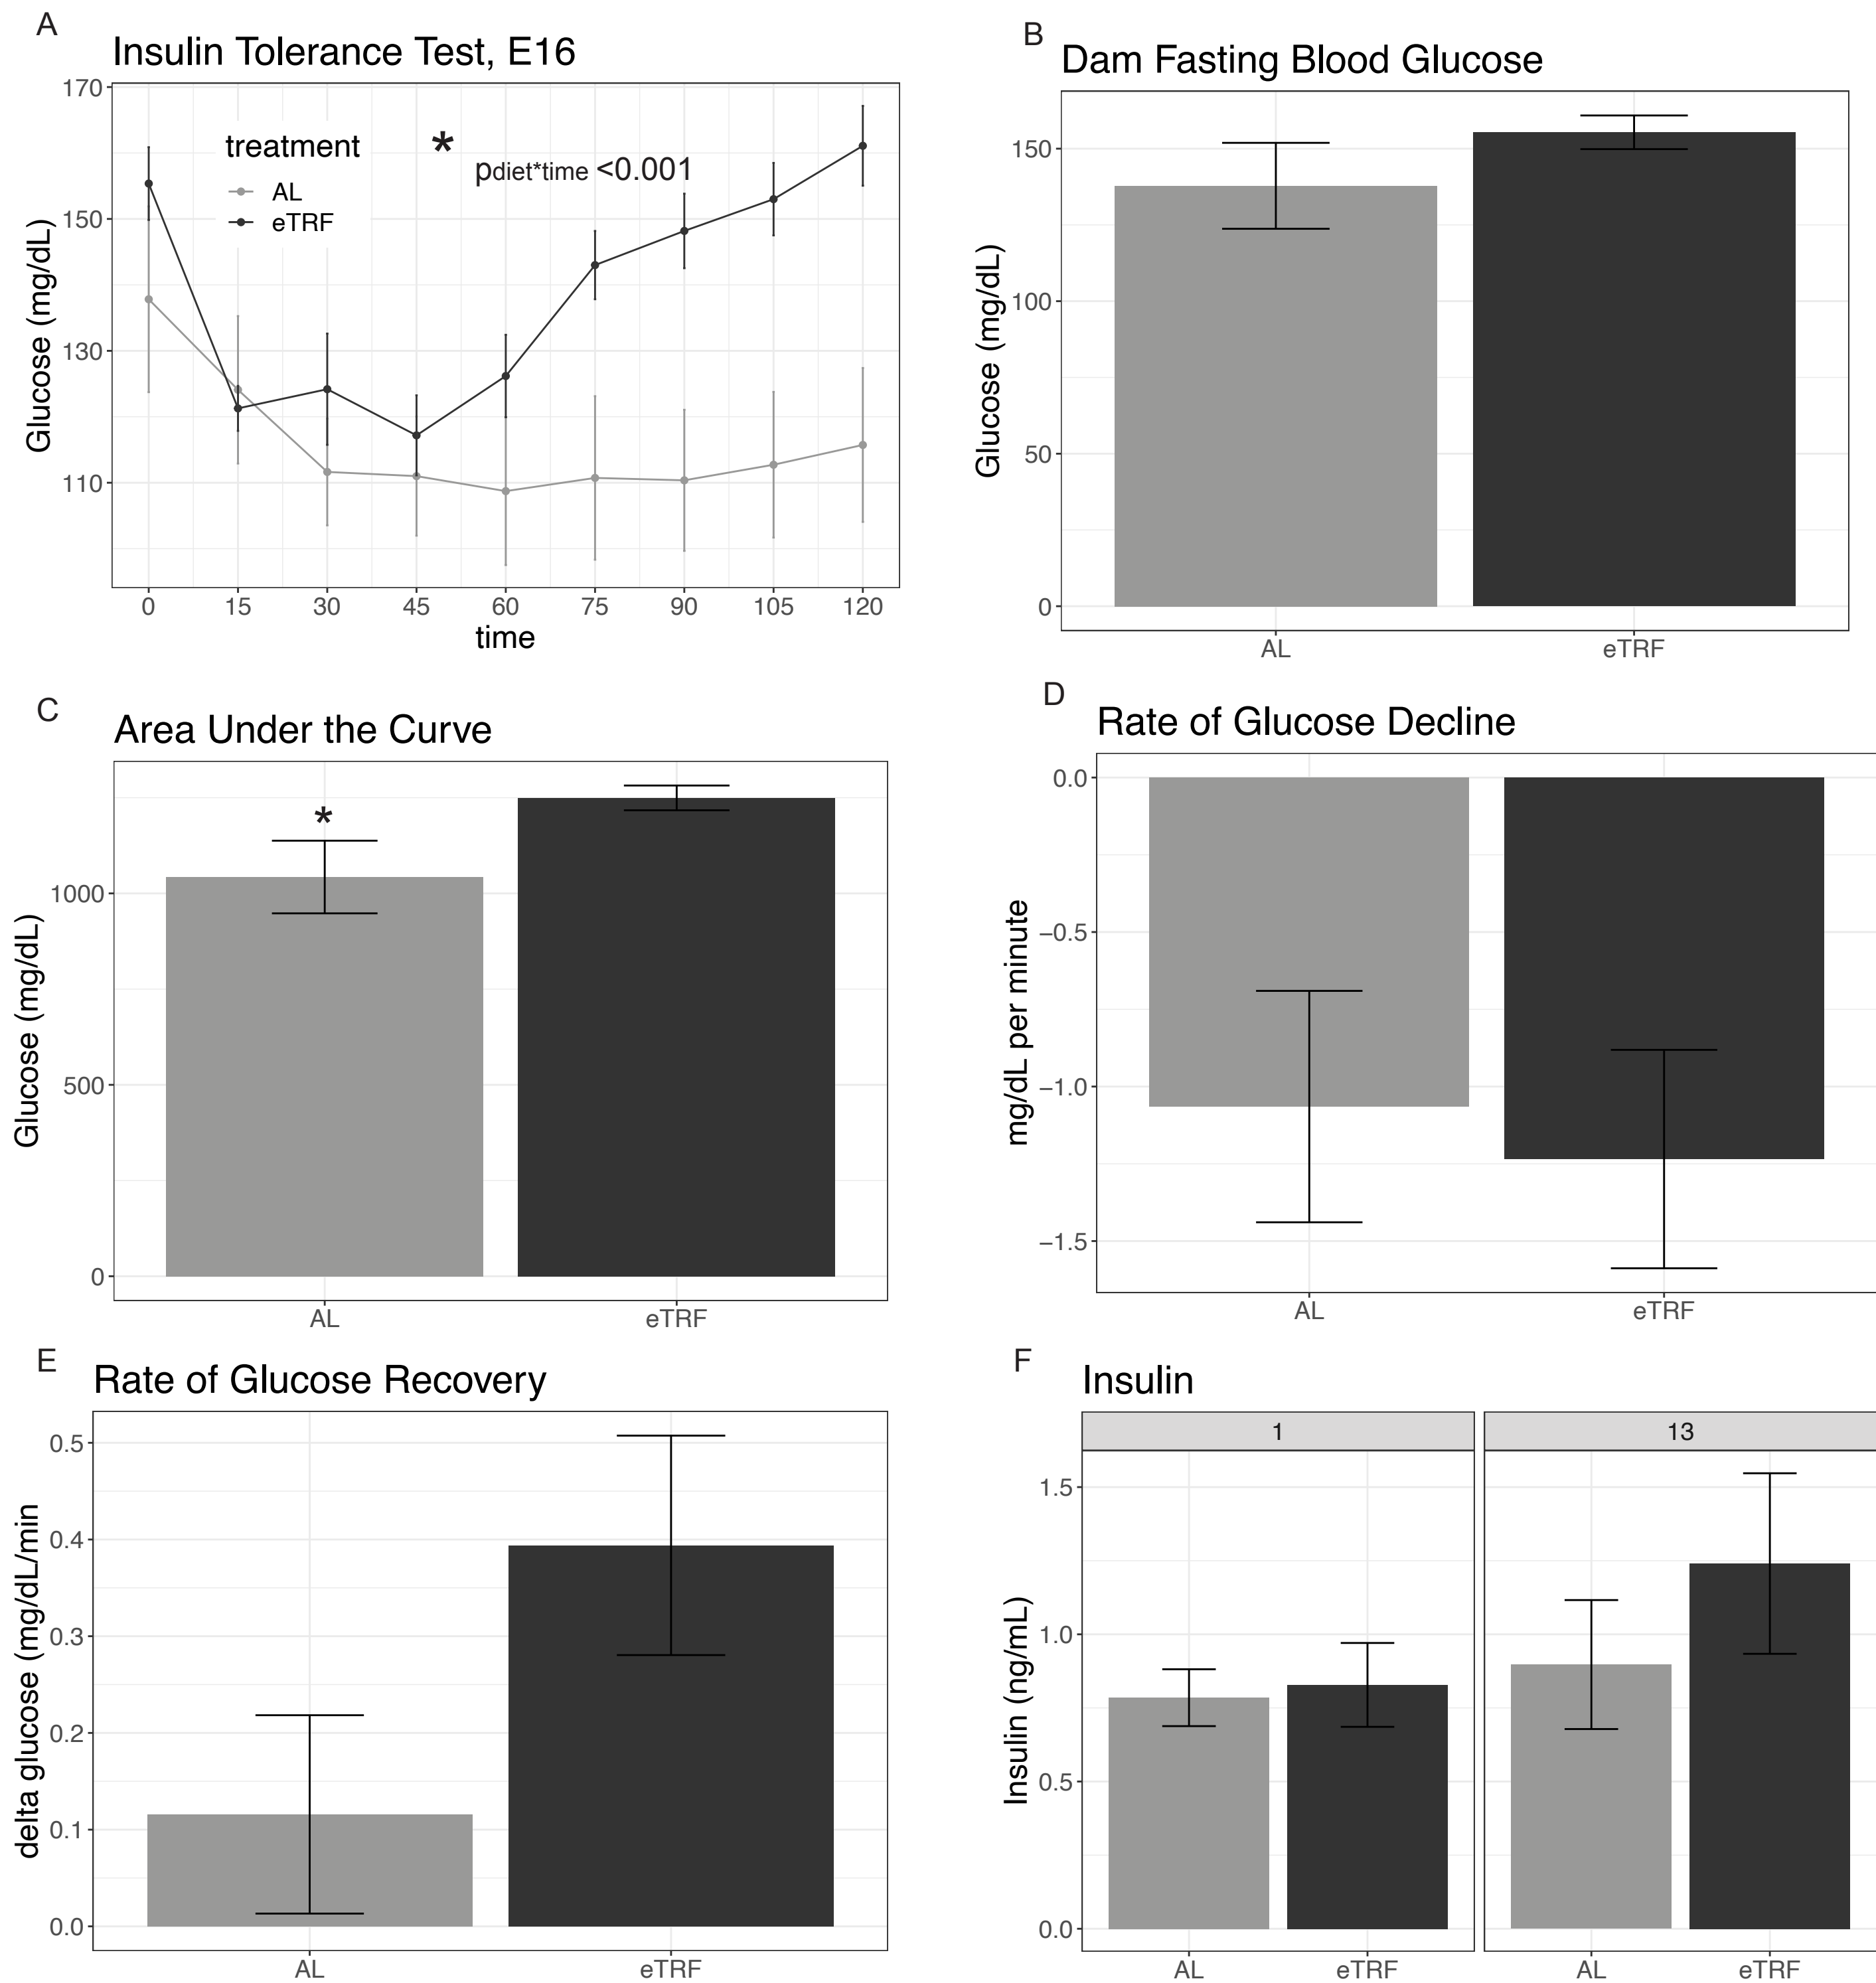 A
Insulin Tolerance Test, E16
170
150
130
110
Glucose (mg/dL)
treatment
AL
eTRF
*
pdiet*time <0.001
0 15 30 45 60 75 90 105 120
time
B
Dam Fasting Blood Glucose
150
100
50
0
Glucose (mg/dL)
AL eTRF
C
Area Under the Curve
*
1000
500
0
Glucose (mg/dL)
AL eTRF
D
Rate of Glucose Decline
0.0
−0.5
−1.0
−1.5
mg/dL per minute
AL eTRF
E
Rate of Glucose Recovery
0.5
0.4
0.3
0.2
0.1
0.0
delta glucose (mg/dL/min
AL eTRF
F
Insulin
1 13
1.5
1.0
0.5
0.0
Insulin (ng/mL)
AL eTRF AL eTRF